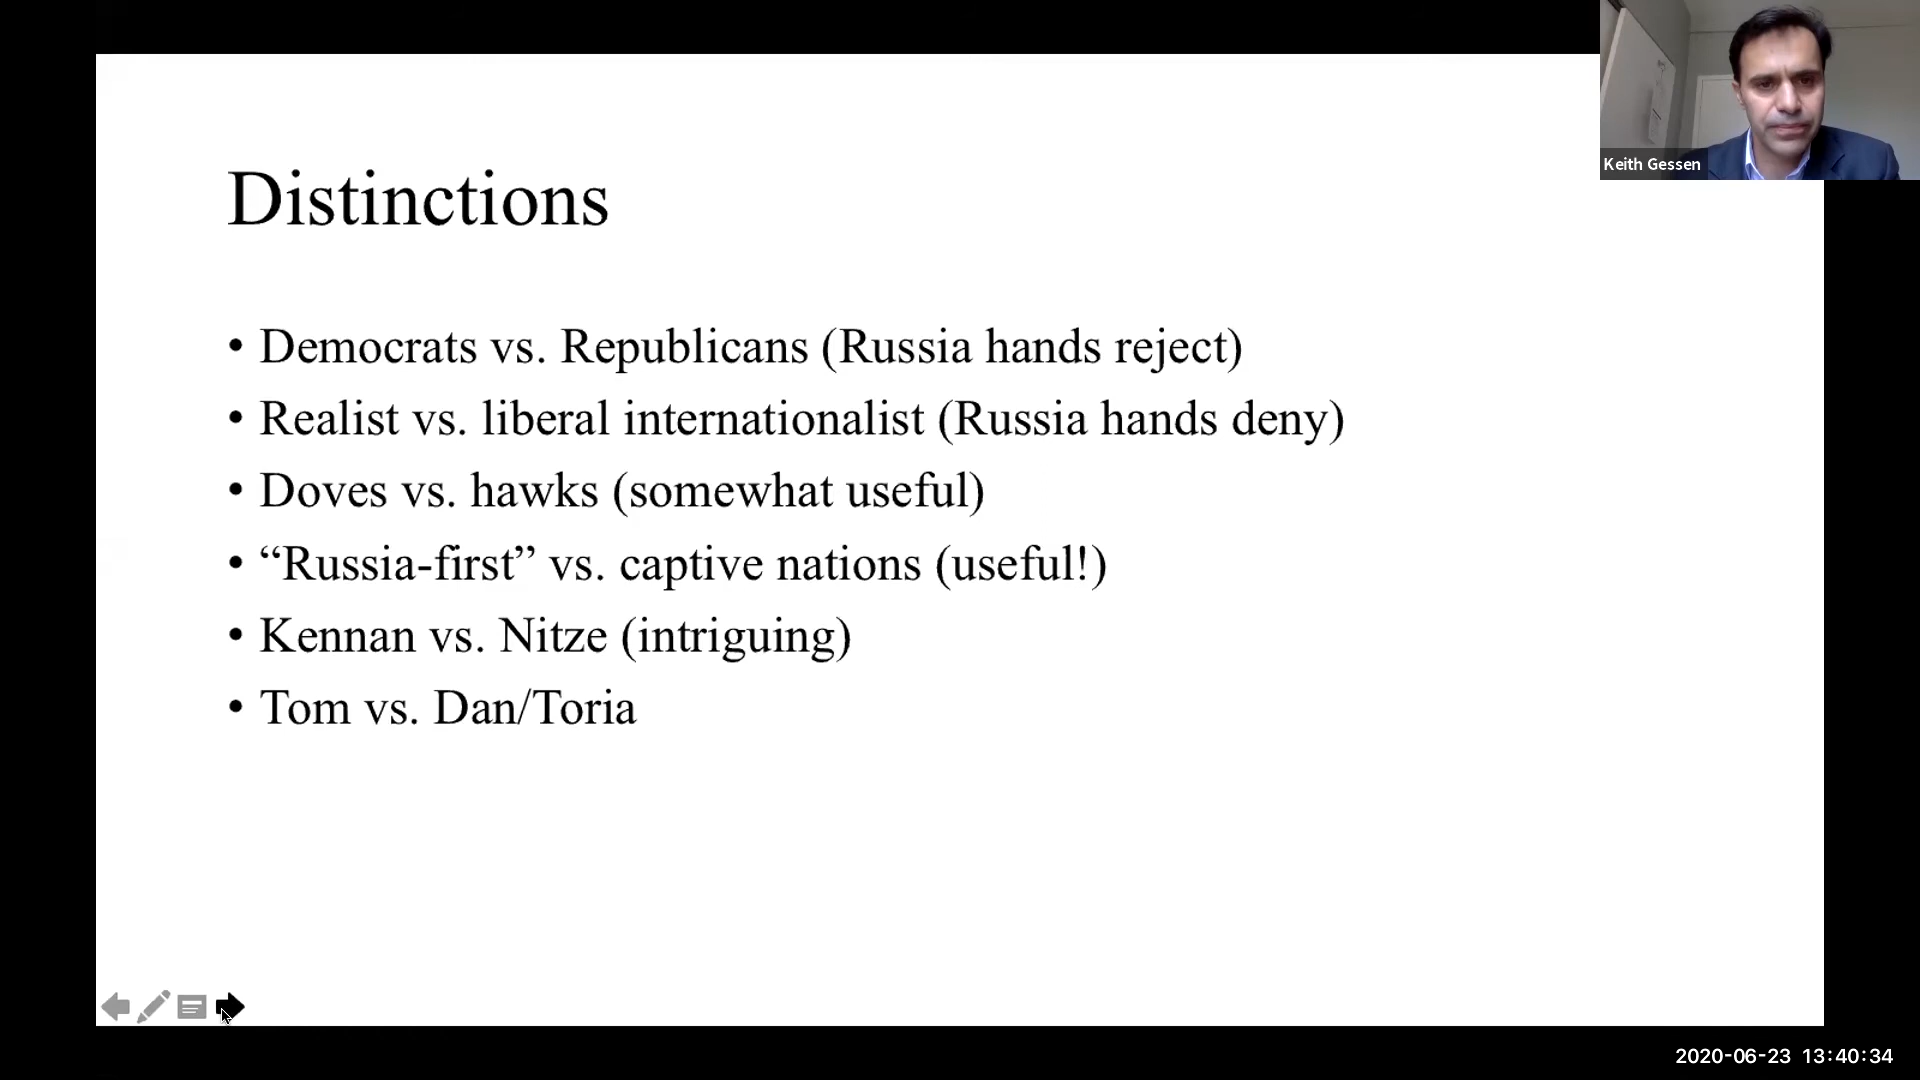 Keith Gessen
Distinctions
• Democrats vs. Republicans (Russia hands reject)
• Realist vs. liberal internationalist (Russia hands deny)
• Doves vs. hawks (somewhat useful)
• “Russia-first” vs. captive nations (useful!)
• Kennan vs. Nitze (intriguing)
• Tom vs. Dan/Toria
2020-06-23 13:40:34